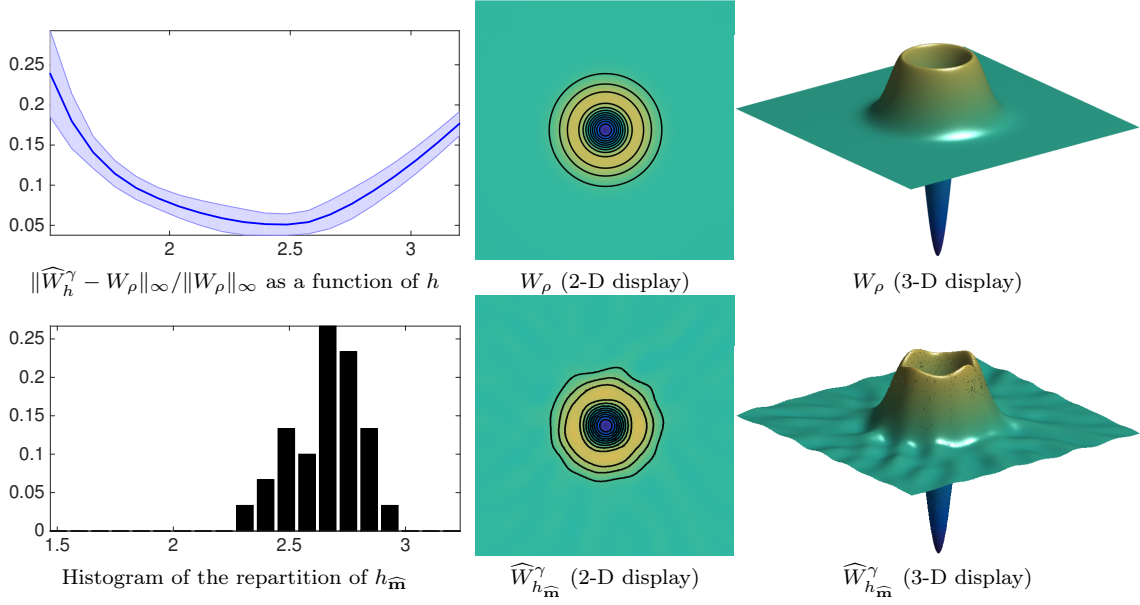 0.25
0.2
0.15
0.1
0.05
2 2.5 3
‖Ŵ_h^γ − W_ρ‖_∞/‖W_ρ‖_∞ as a function of h
W_ρ (2-D display)
W_ρ (3-D display)
0.25
0.2
0.15
0.1
0.05
0
1.5 2 2.5 3
Histogram of the repartition of h_m̂
Ŵ^γ_{h_m̂} (2-D display)
Ŵ^γ_{h_m̂} (3-D display)